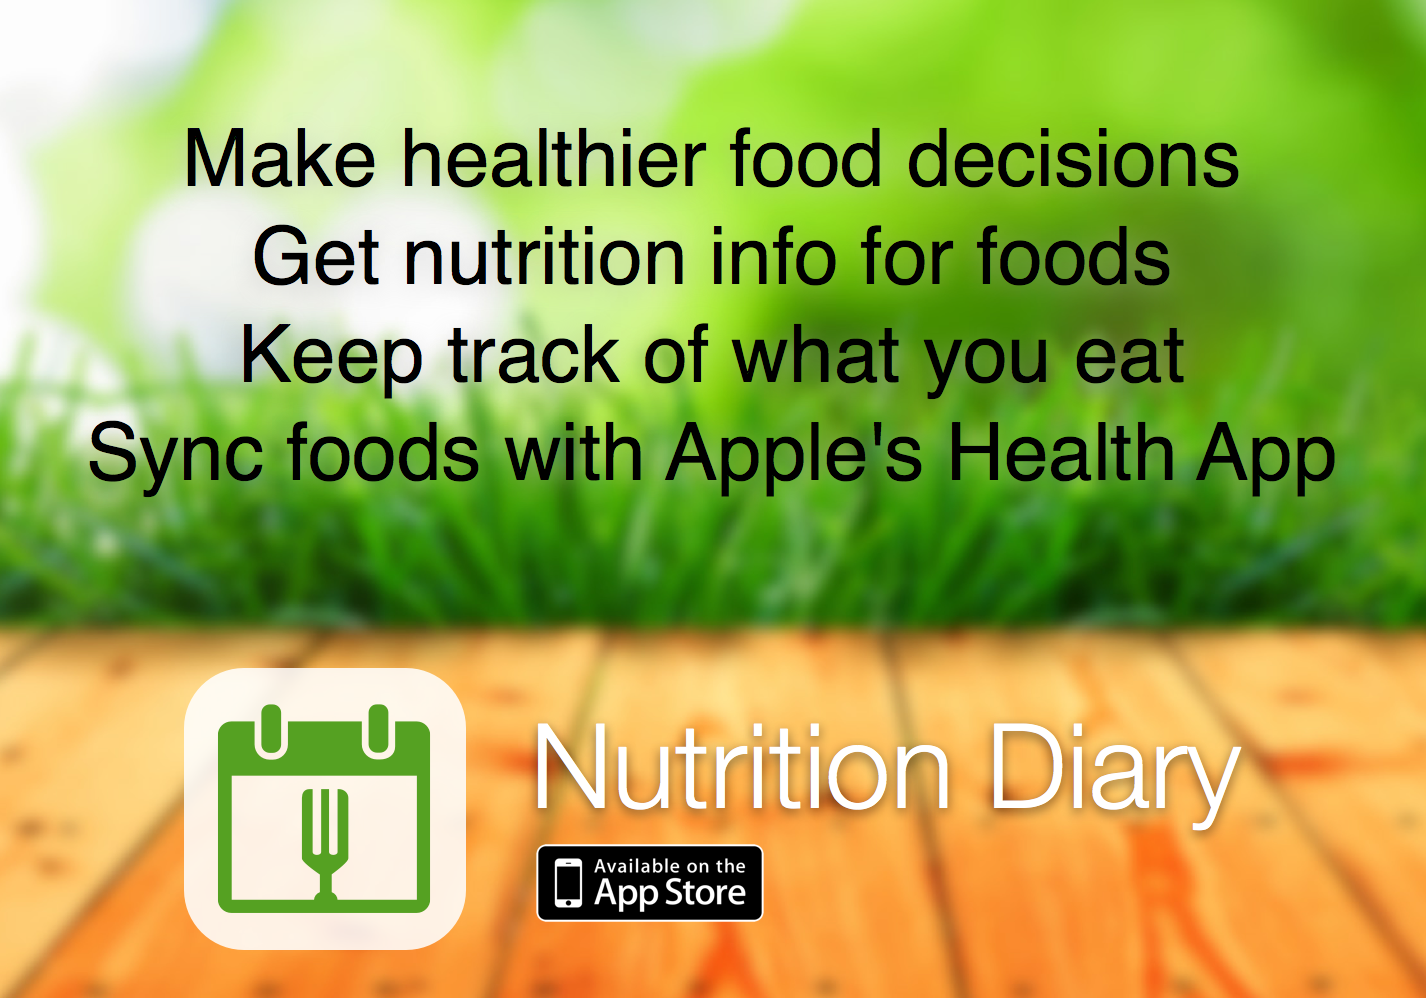 Make healthier food decisions
Get nutrition info for foods
Keep track of what you eat
Sync foods with Apple's Health App
Nutrition Diary
Available on the
App Store